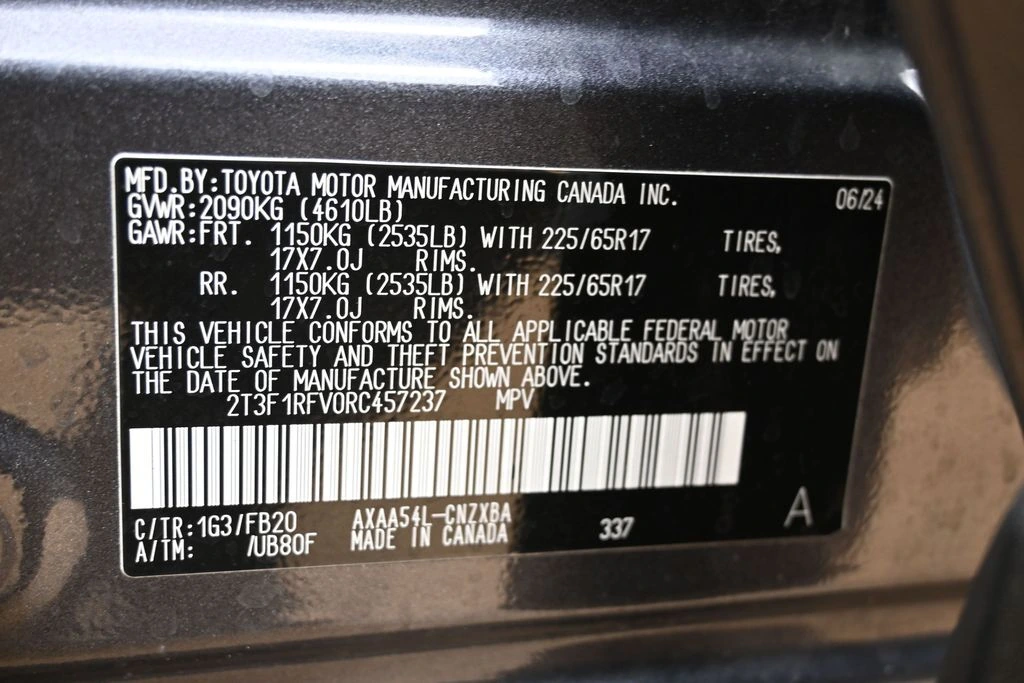 MFD.BY:TOYOTA MOTOR MANUFACTURING CANADA INC. 06/24
GVWR:2090KG (4610LB)
GAWR:FRT. 1150KG (2535LB) WITH 225/65R17 TIRES,
17X7.0J RIMS.
RR. 1150KG (2535LB) WITH 225/65R17 TIRES,
17X7.0J RIMS.
THIS VEHICLE CONFORMS TO ALL APPLICABLE FEDERAL MOTOR
VEHICLE SAFETY AND THEFT PREVENTION STANDARDS IN EFFECT ON
THE DATE OF MANUFACTURE SHOWN ABOVE.
2T3F1RFV0RC457237 MPV
C/TR:1G3/FB20 AXAA54L-CNZXBA 337 A
A/TM: /UB80F MADE IN CANADA